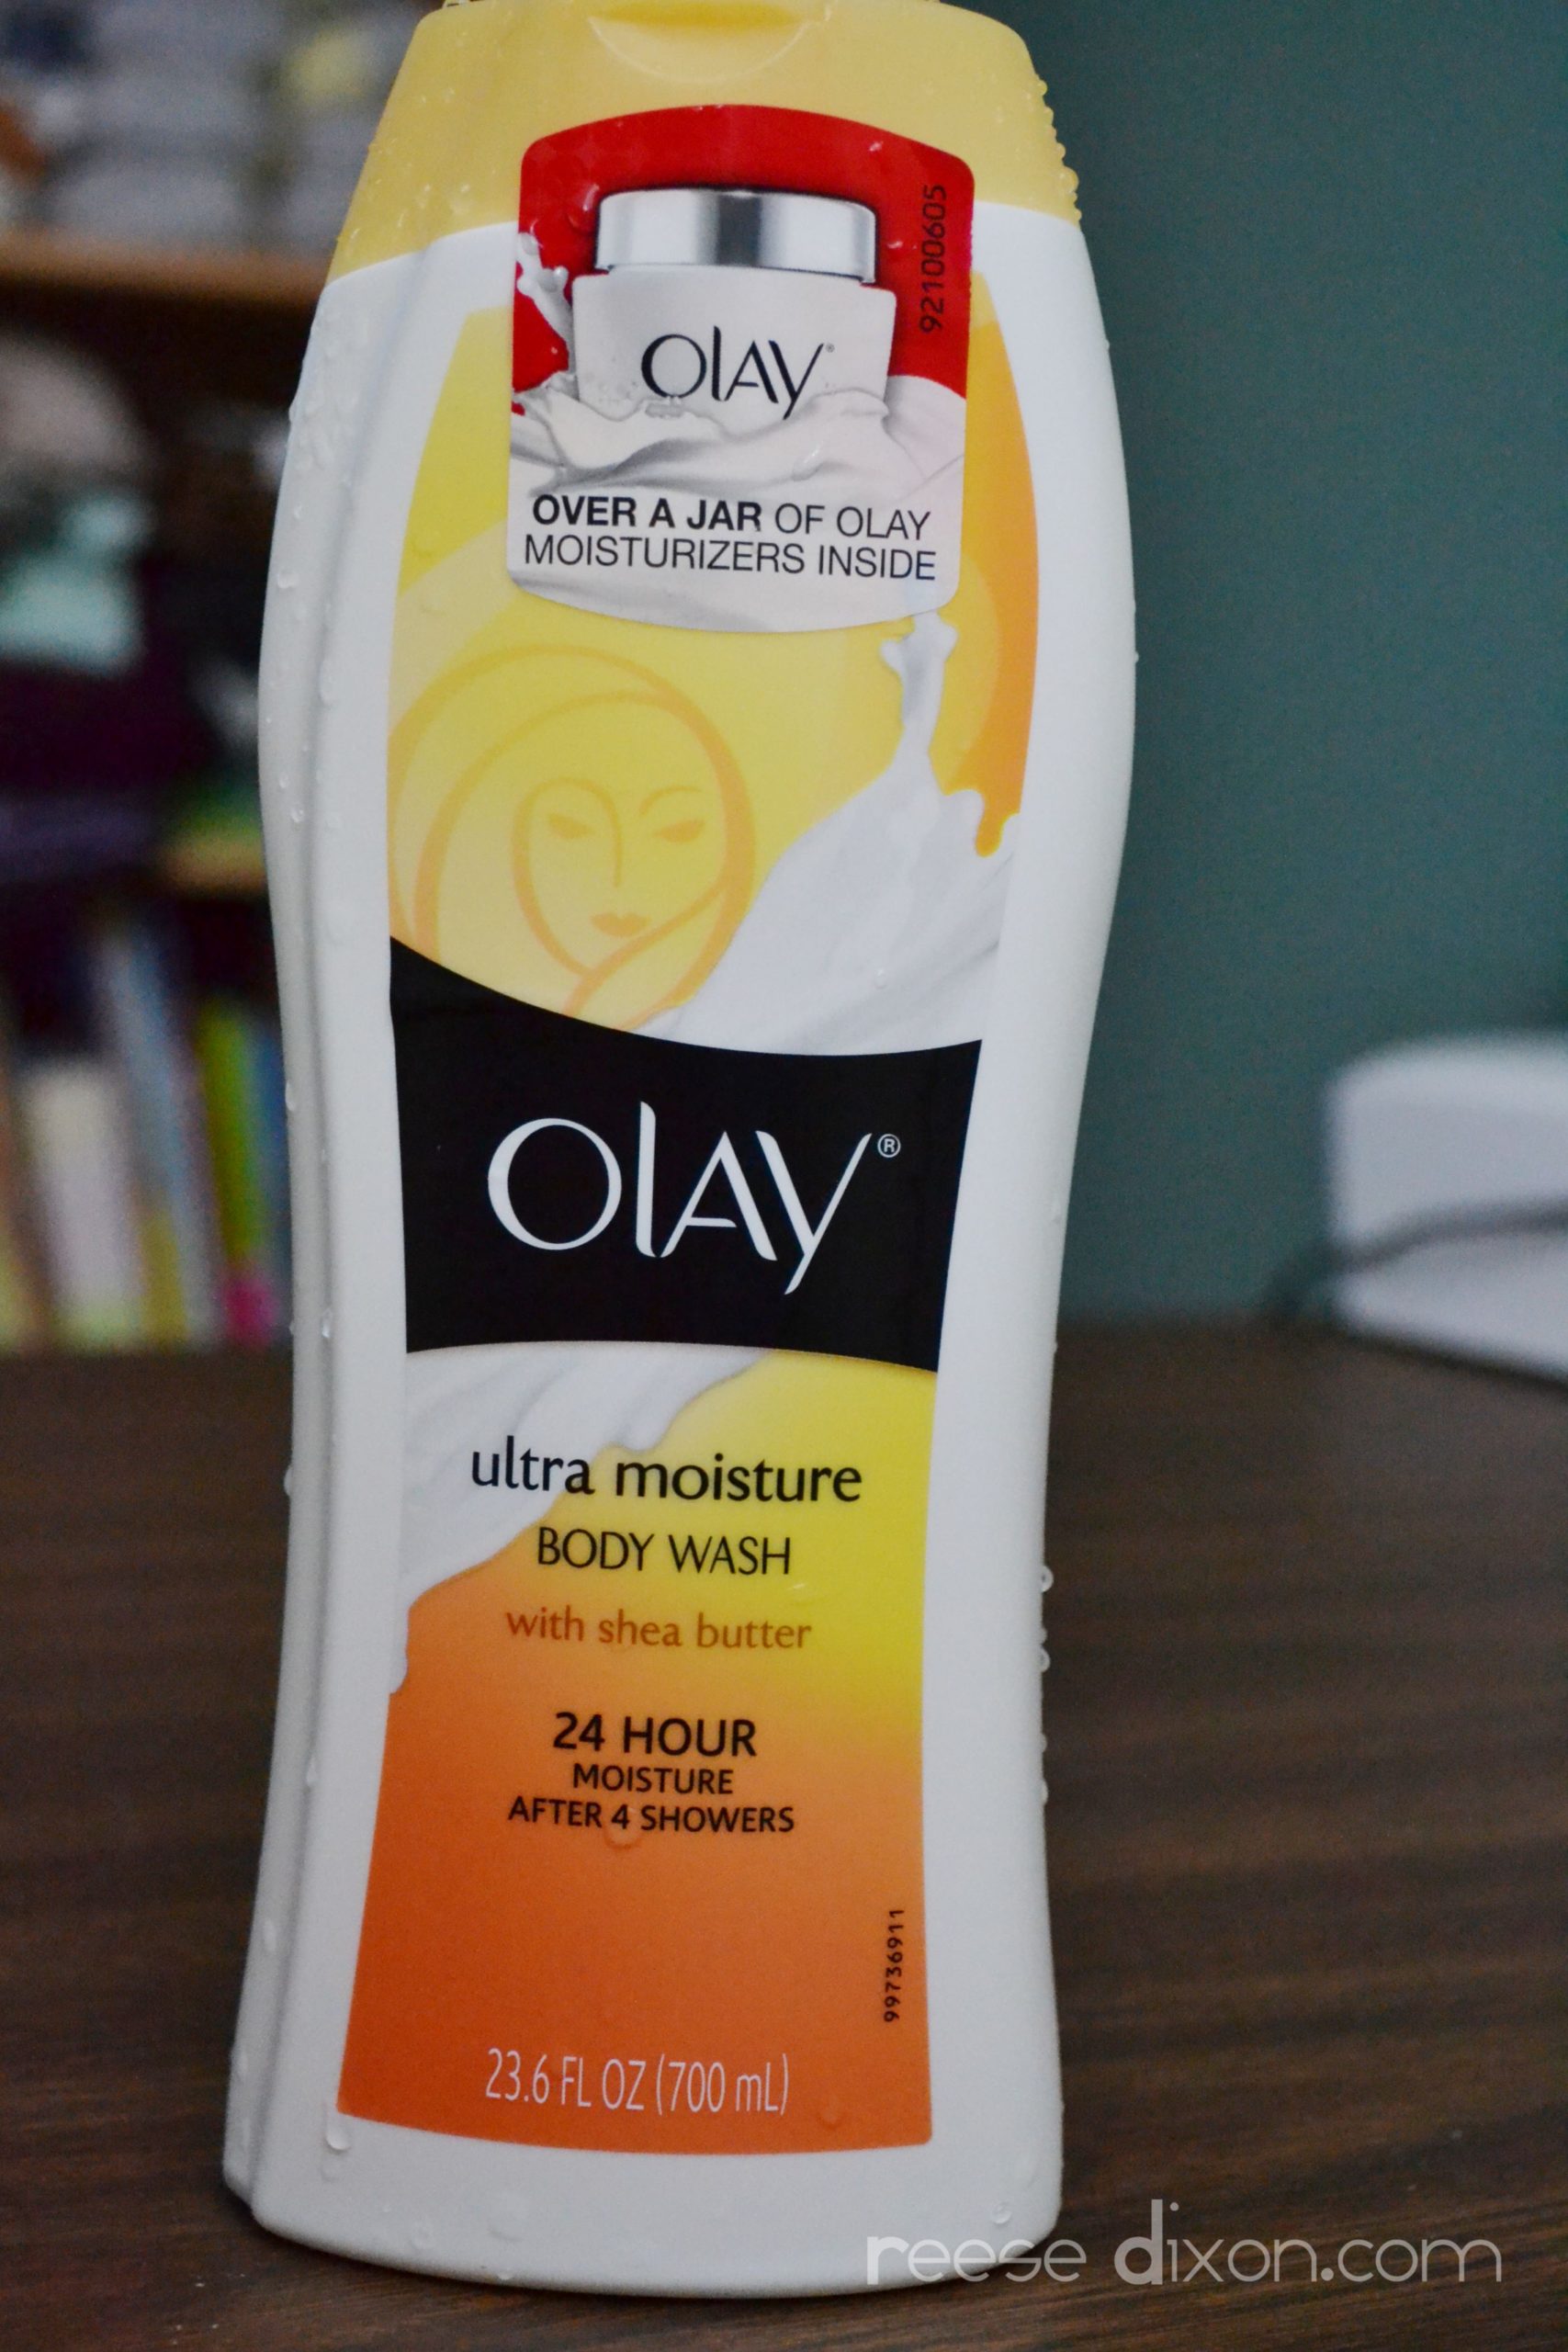 92100605
OLAY®
OVER A JAR OF OLAY
MOISTURIZERS INSIDE
OLAY®
ultra moisture
BODY WASH
with shea butter
24 HOUR
MOISTURE
AFTER 4 SHOWERS
99736911
23.6 FL OZ (700 mL)
reese dixon.com